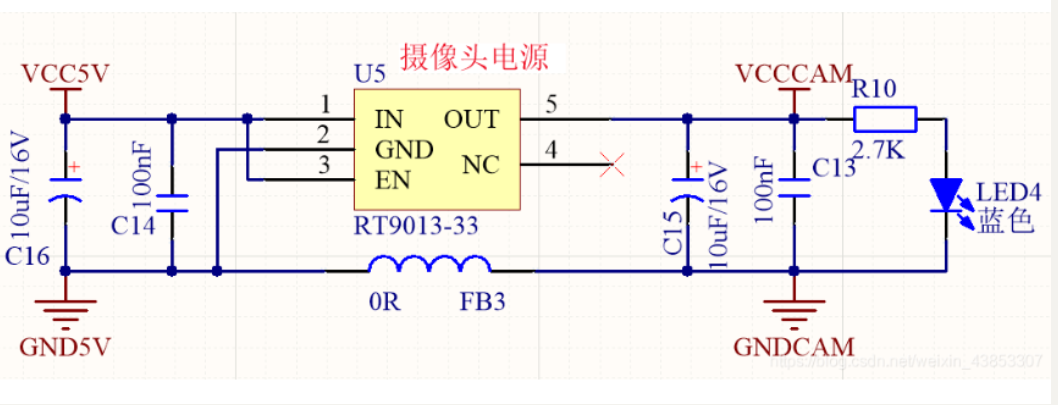 摄像头电源
VCC5V
U5
VCCCAM
R10
1
IN
OUT
5
2
GND
3
EN
NC
4
2.7K
10uF/16V
100nF
C14
C16
RT9013-33
C15
10uF/16V
100nF
C13
LED4
蓝色
0R
FB3
GND5V
GNDCAM
https://blog.csdn.net/weixin_43853307